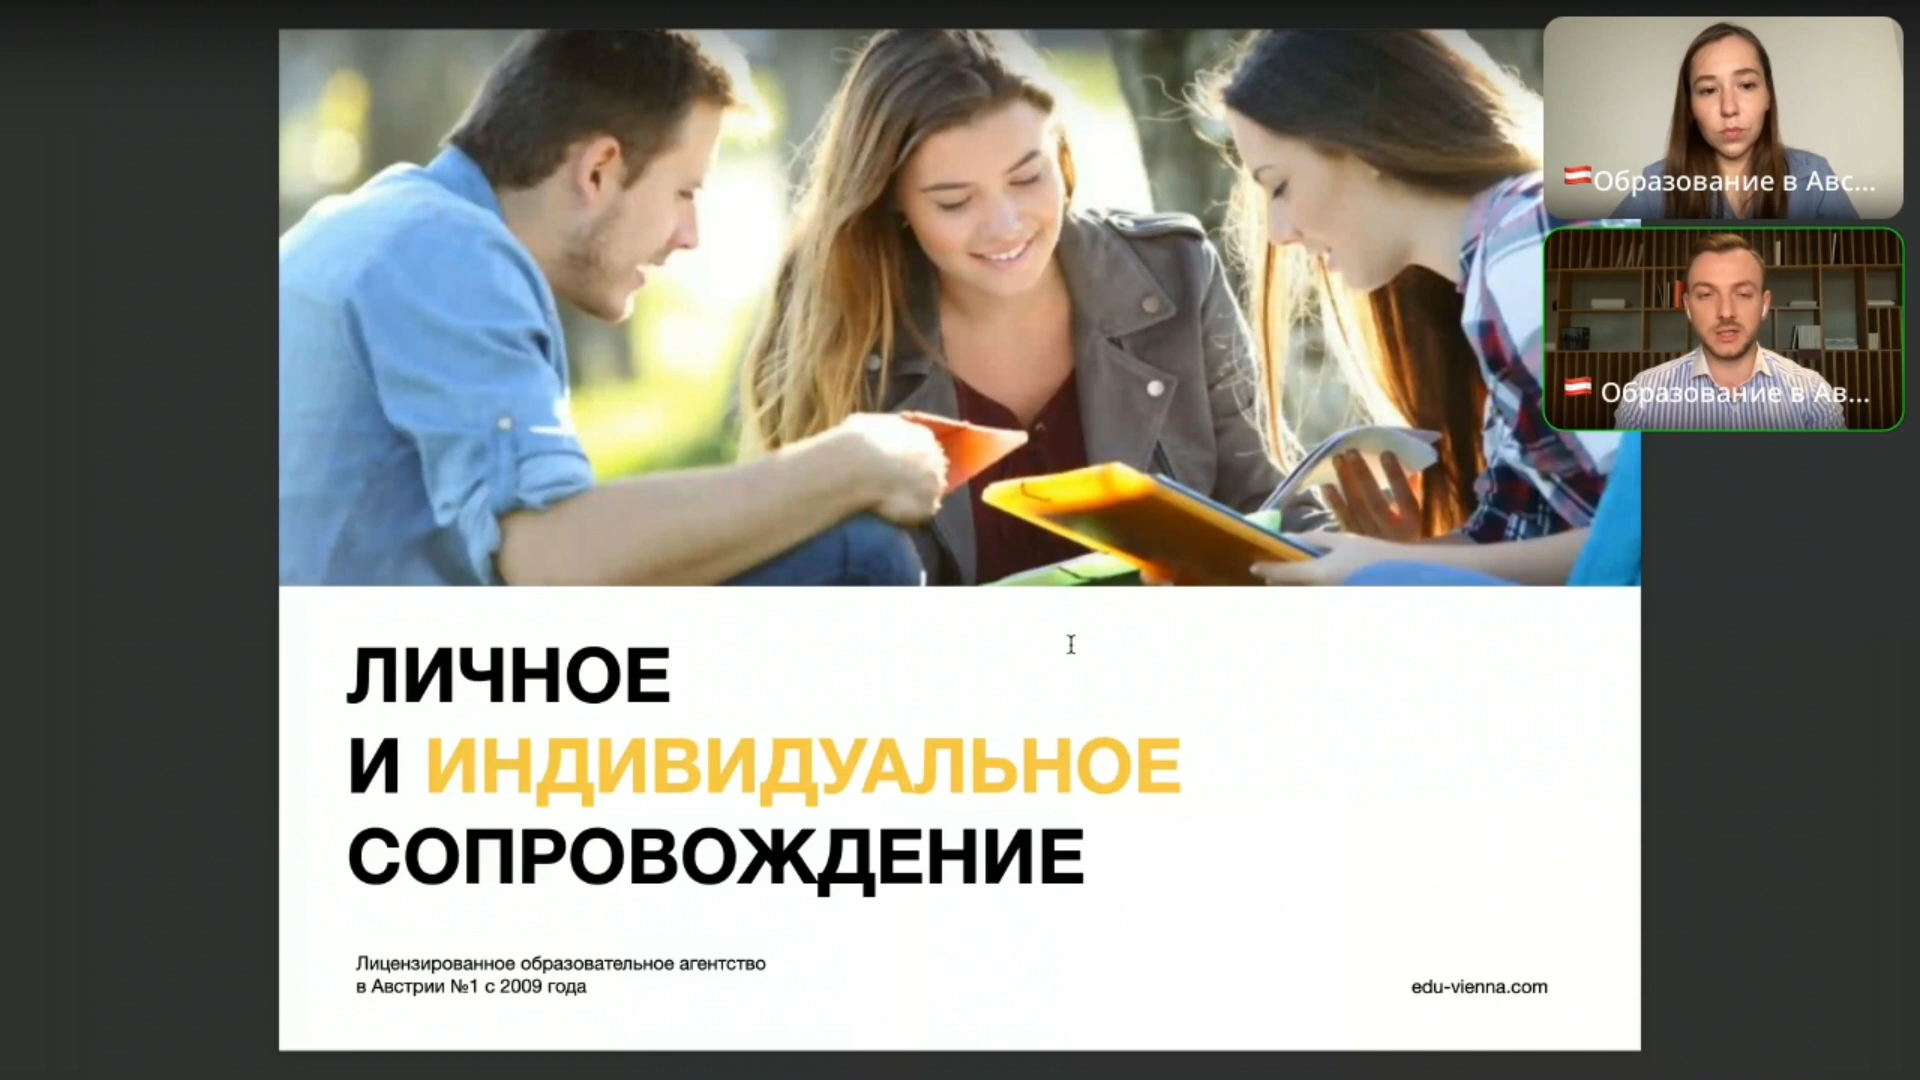 Образование в Авс...
Образование в Ав...
ЛИЧНОЕ
И ИНДИВИДУАЛЬНОЕ
СОПРОВОЖДЕНИЕ
Лицензированное образовательное агентство
в Австрии №1 с 2009 года
edu-vienna.com